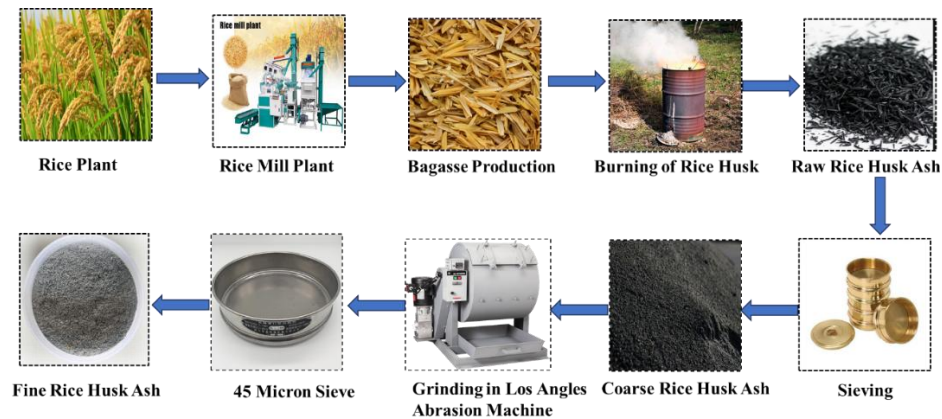 Rice mill plant
Rice Plant
Rice Mill Plant
Bagasse Production
Burning of Rice Husk
Raw Rice Husk Ash
Fine Rice Husk Ash
45 Micron Sieve
Grinding in Los Angles
Abrasion Machine
Coarse Rice Husk Ash
Sieving